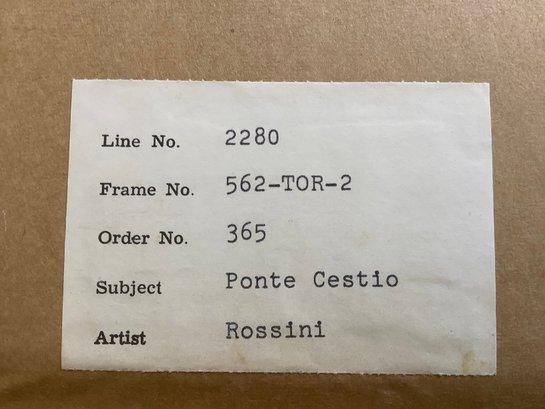 Line No. 2280
Frame No. 562-TOR-2
Order No. 365
Subject Ponte Cestio
Artist Rossini